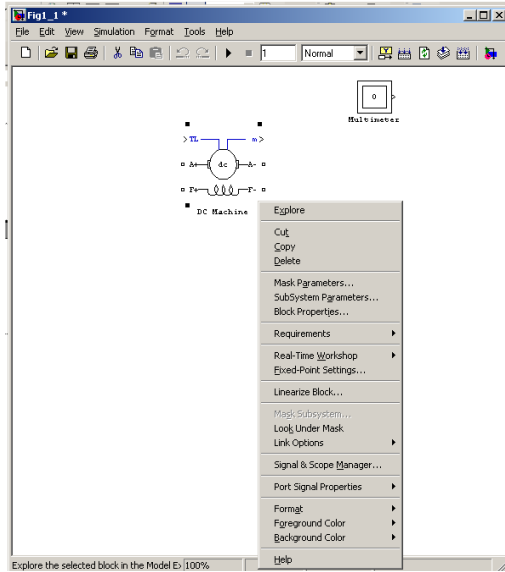 Fig1_1 *
File Edit View Simulation Format Tools Help
1 Normal
0
Multimeter
TL m
A+ dc A-
F+ F-
DC Machine
Explore
Cut
Copy
Delete
Mask Parameters...
SubSystem Parameters...
Block Properties...
Requirements
Real-Time Workshop
Fixed-Point Settings...
Linearize Block...
Mask Subsystem...
Look Under Mask
Link Options
Signal & Scope Manager...
Port Signal Properties
Format
Foreground Color
Background Color
Help
Explore the selected block in the Model E> 100%